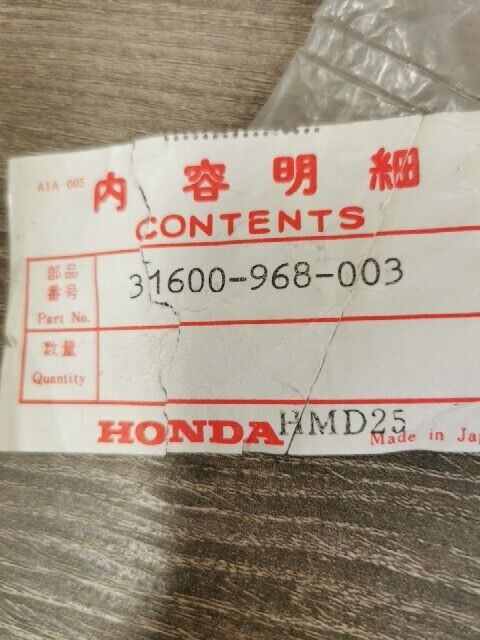 A1A 005
内容明細
CONTENTS
部品
番号
Part No.
31600-968-003
数量
Quantity
HONDA HMD25
Made in Jap